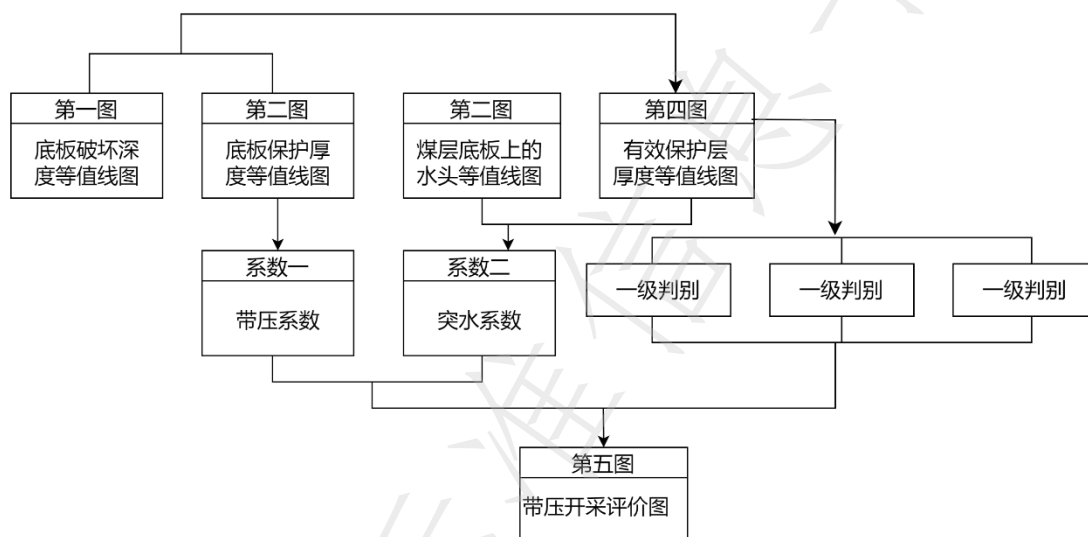 第一图
底板破坏深
度等值线图
第二图
底板保护厚
度等值线图
第二图
煤层底板上的
水头等值线图
第四图
有效保护层
厚度等值线图
系数一
带压系数
系数二
突水系数
一级判别
一级判别
一级判别
第五图
带压开采评价图